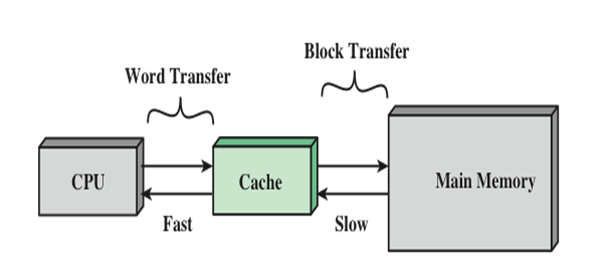 Block Transfer
Word Transfer
CPU
Cache
Main Memory
Fast
Slow